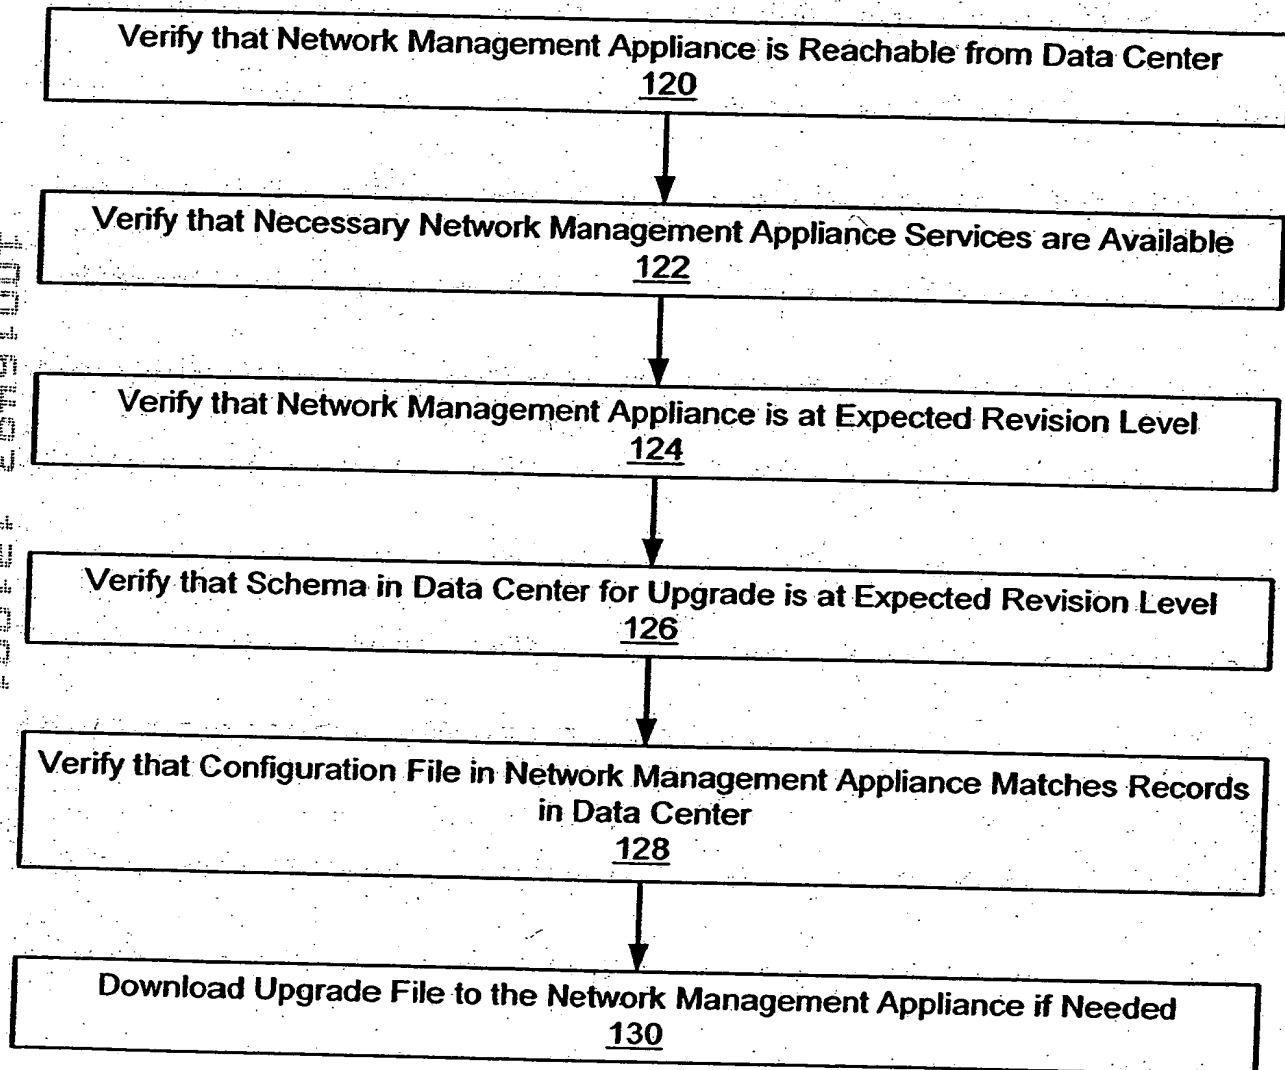 Verify that Network Management Appliance is Reachable from Data Center
120
Verify that Necessary Network Management Appliance Services are Available
122
Verify that Network Management Appliance is at Expected Revision Level
124
Verify that Schema in Data Center for Upgrade is at Expected Revision Level
126
Verify that Configuration File in Network Management Appliance Matches Records
in Data Center
128
Download Upgrade File to the Network Management Appliance if Needed
130